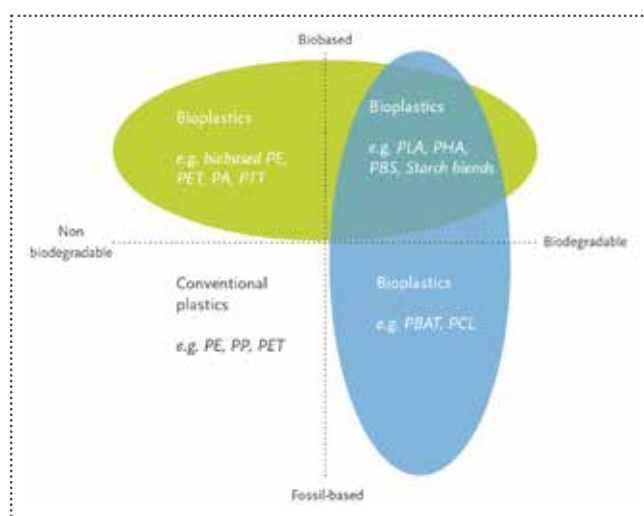 Biobased
Bioplastics
e.g. biobased PE,
PET, PA, PTT
Bioplastics
e.g. PLA, PHA,
PBS, Starch blends
Non
biodegradable
Biodegradable
Conventional
plastics
e.g. PE, PP, PET
Bioplastics
e.g. PBAT, PCL
Fossil-based